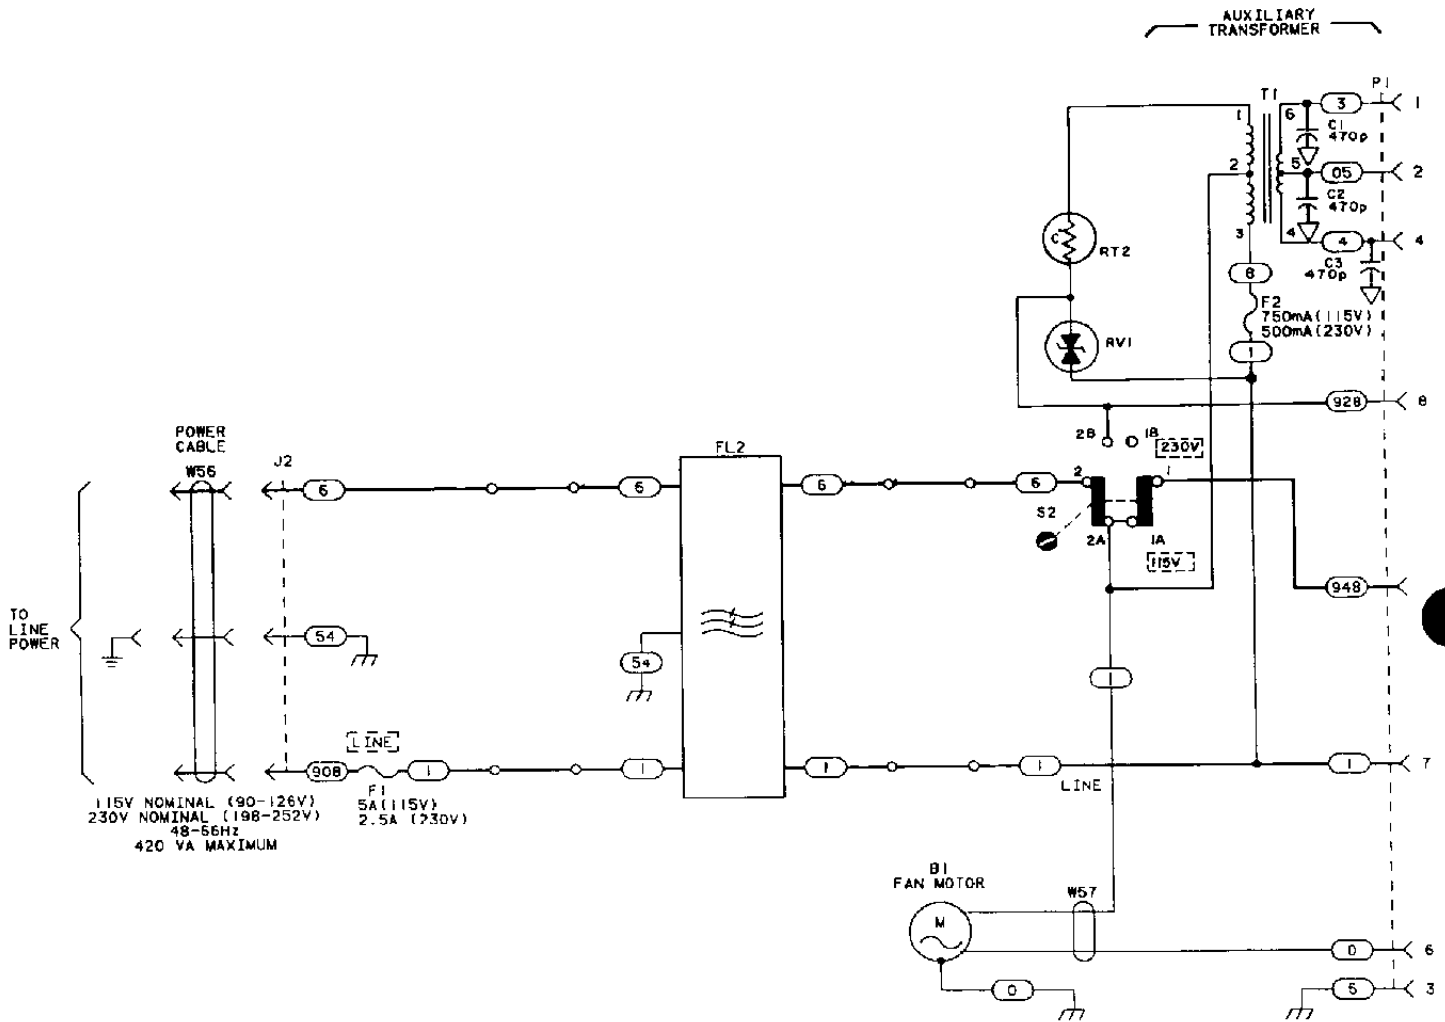 AUXILIARY
TRANSFORMER
P1
T1
1
6
3
1
C1
470p
2
5
05
2
C2
470p
3
4
4
4
C3
470p
RT2
8
F2
750mA(115V)
500mA(230V)
1
RV1
928
8
2B
1B
230V
POWER
CABLE
W56
J2
6
6
FL2
6
6
2
1
S2
2A
1A
115V
948
TO
LINE
POWER
54
54
1
LINE
908
1
1
1
1
LINE
1
7
F1
5A(115V)
2.5A (230V)
115V NOMINAL (90-126V)
230V NOMINAL (198-252V)
48-66Hz
420 VA MAXIMUM
B1
FAN MOTOR
W57
M
0
6
0
5
3